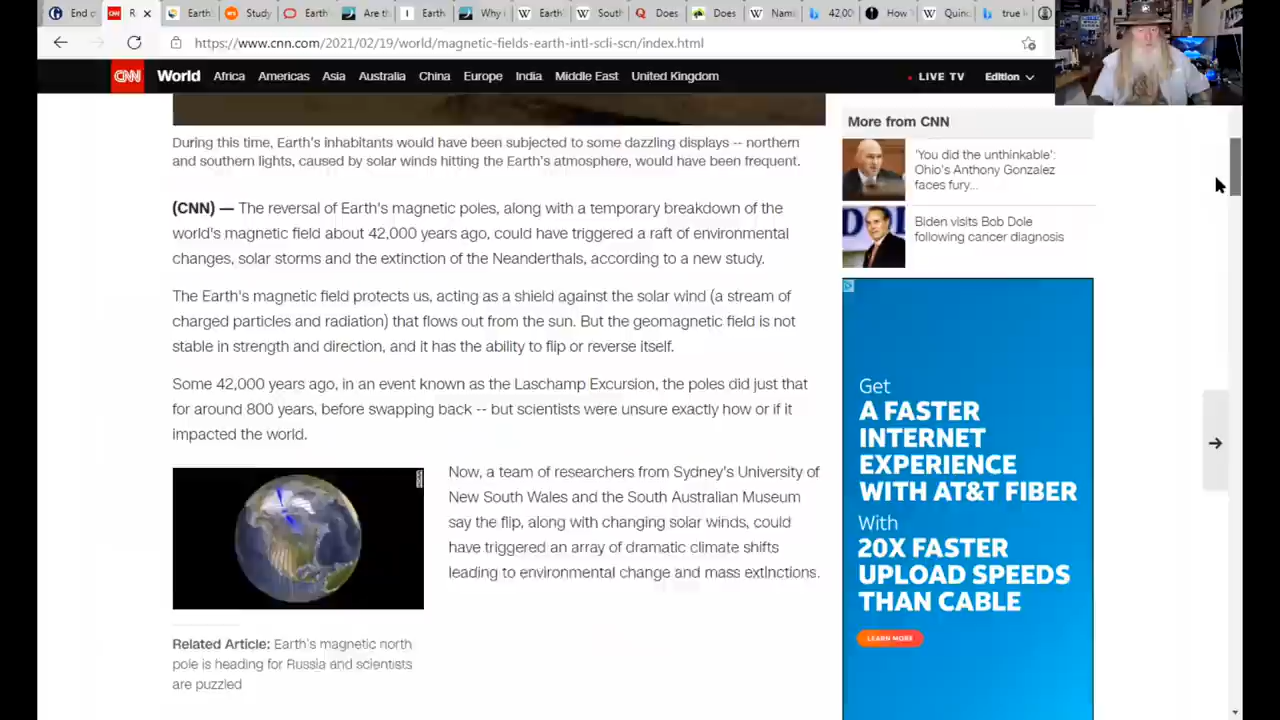 End o
R
Earth
Study
Earth
Are th
Earth
Why i
Earth
South
Does
Does
Nami
42,00
How
Quin
true l
https://www.cnn.com/2021/02/19/world/magnetic-fields-earth-intl-scli-scn/index.html
CNN World Africa Americas Asia Australia China Europe India Middle East United Kingdom • LIVE TV Edition
During this time, Earth's inhabitants would have been subjected to some dazzling displays -- northern
and southern lights, caused by solar winds hitting the Earth's atmosphere, would have been frequent.
(CNN) — The reversal of Earth's magnetic poles, along with a temporary breakdown of the
world's magnetic field about 42,000 years ago, could have triggered a raft of environmental
changes, solar storms and the extinction of the Neanderthals, according to a new study.
The Earth's magnetic field protects us, acting as a shield against the solar wind (a stream of
charged particles and radiation) that flows out from the sun. But the geomagnetic field is not
stable in strength and direction, and it has the ability to flip or reverse itself.
Some 42,000 years ago, in an event known as the Laschamp Excursion, the poles did just that
for around 800 years, before swapping back -- but scientists were unsure exactly how or if it
impacted the world.
Now, a team of researchers from Sydney's University of
New South Wales and the South Australian Museum
say the flip, along with changing solar winds, could
have triggered an array of dramatic climate shifts
leading to environmental change and mass extinctions.
Related Article: Earth's magnetic north
pole is heading for Russia and scientists
are puzzled
More from CNN
'You did the unthinkable':
Ohio's Anthony Gonzalez
faces fury...
Biden visits Bob Dole
following cancer diagnosis
Get
A FASTER
INTERNET
EXPERIENCE
WITH AT&T FIBER
With
20X FASTER
UPLOAD SPEEDS
THAN CABLE
LEARN MORE